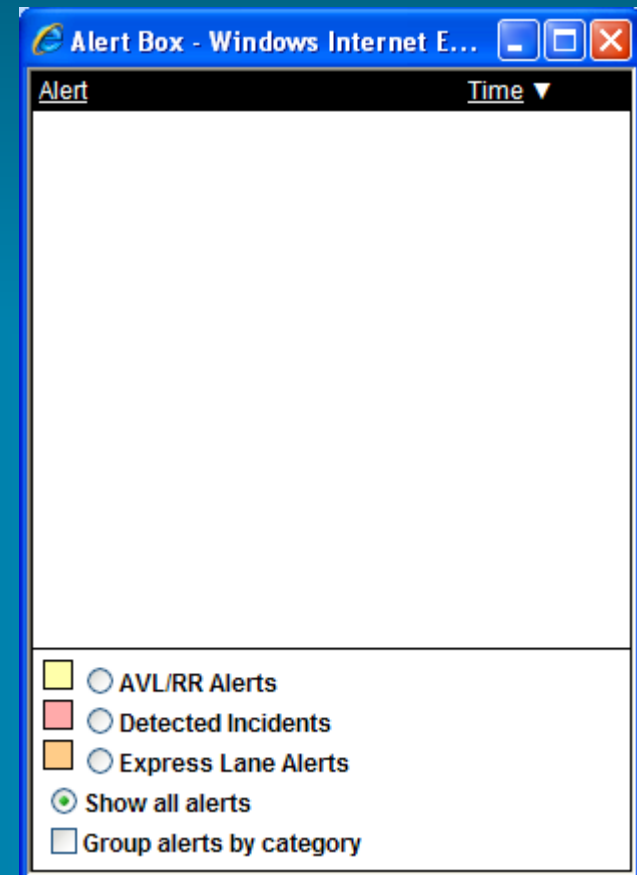 Alert Box - Windows Internet E...
Alert Time ▼
AVL/RR Alerts
Detected Incidents
Express Lane Alerts
Show all alerts
Group alerts by category